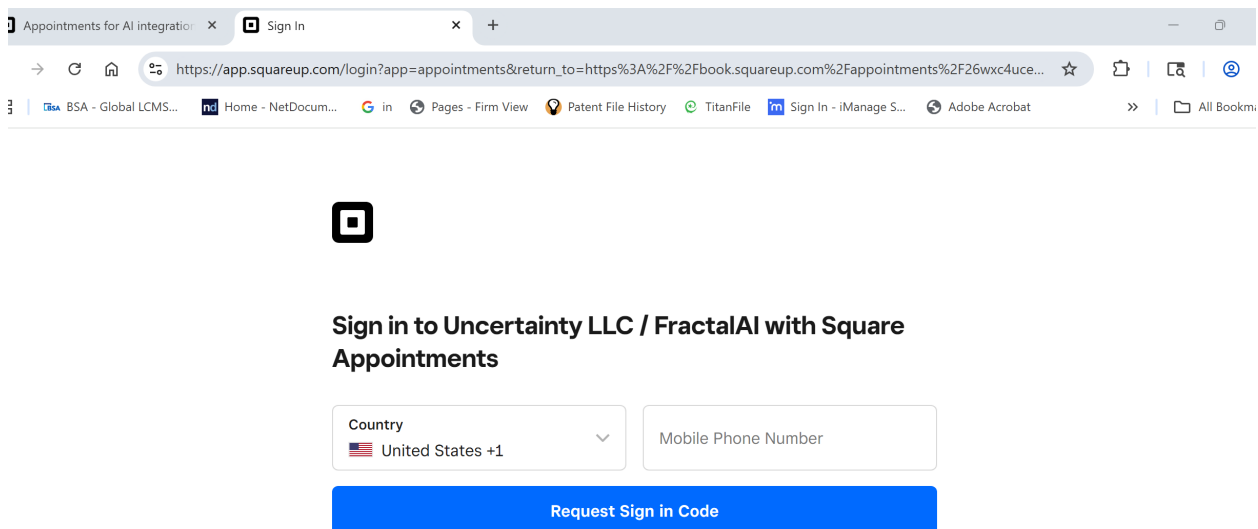 Appointments for AI integration
Sign In
https://app.squareup.com/login?app=appointments&return_to=https%3A%2F%2Fbook.squareup.com%2Fappointments%2F26wxc4uce...
BSA BSA - Global LCMS... nd Home - NetDocum... G in Pages - Firm View Patent File History TitanFile m Sign In - iManage S... Adobe Acrobat » All Bookma
Sign in to Uncertainty LLC / FractalAI with Square
Appointments
Country
United States +1
Mobile Phone Number
Request Sign in Code